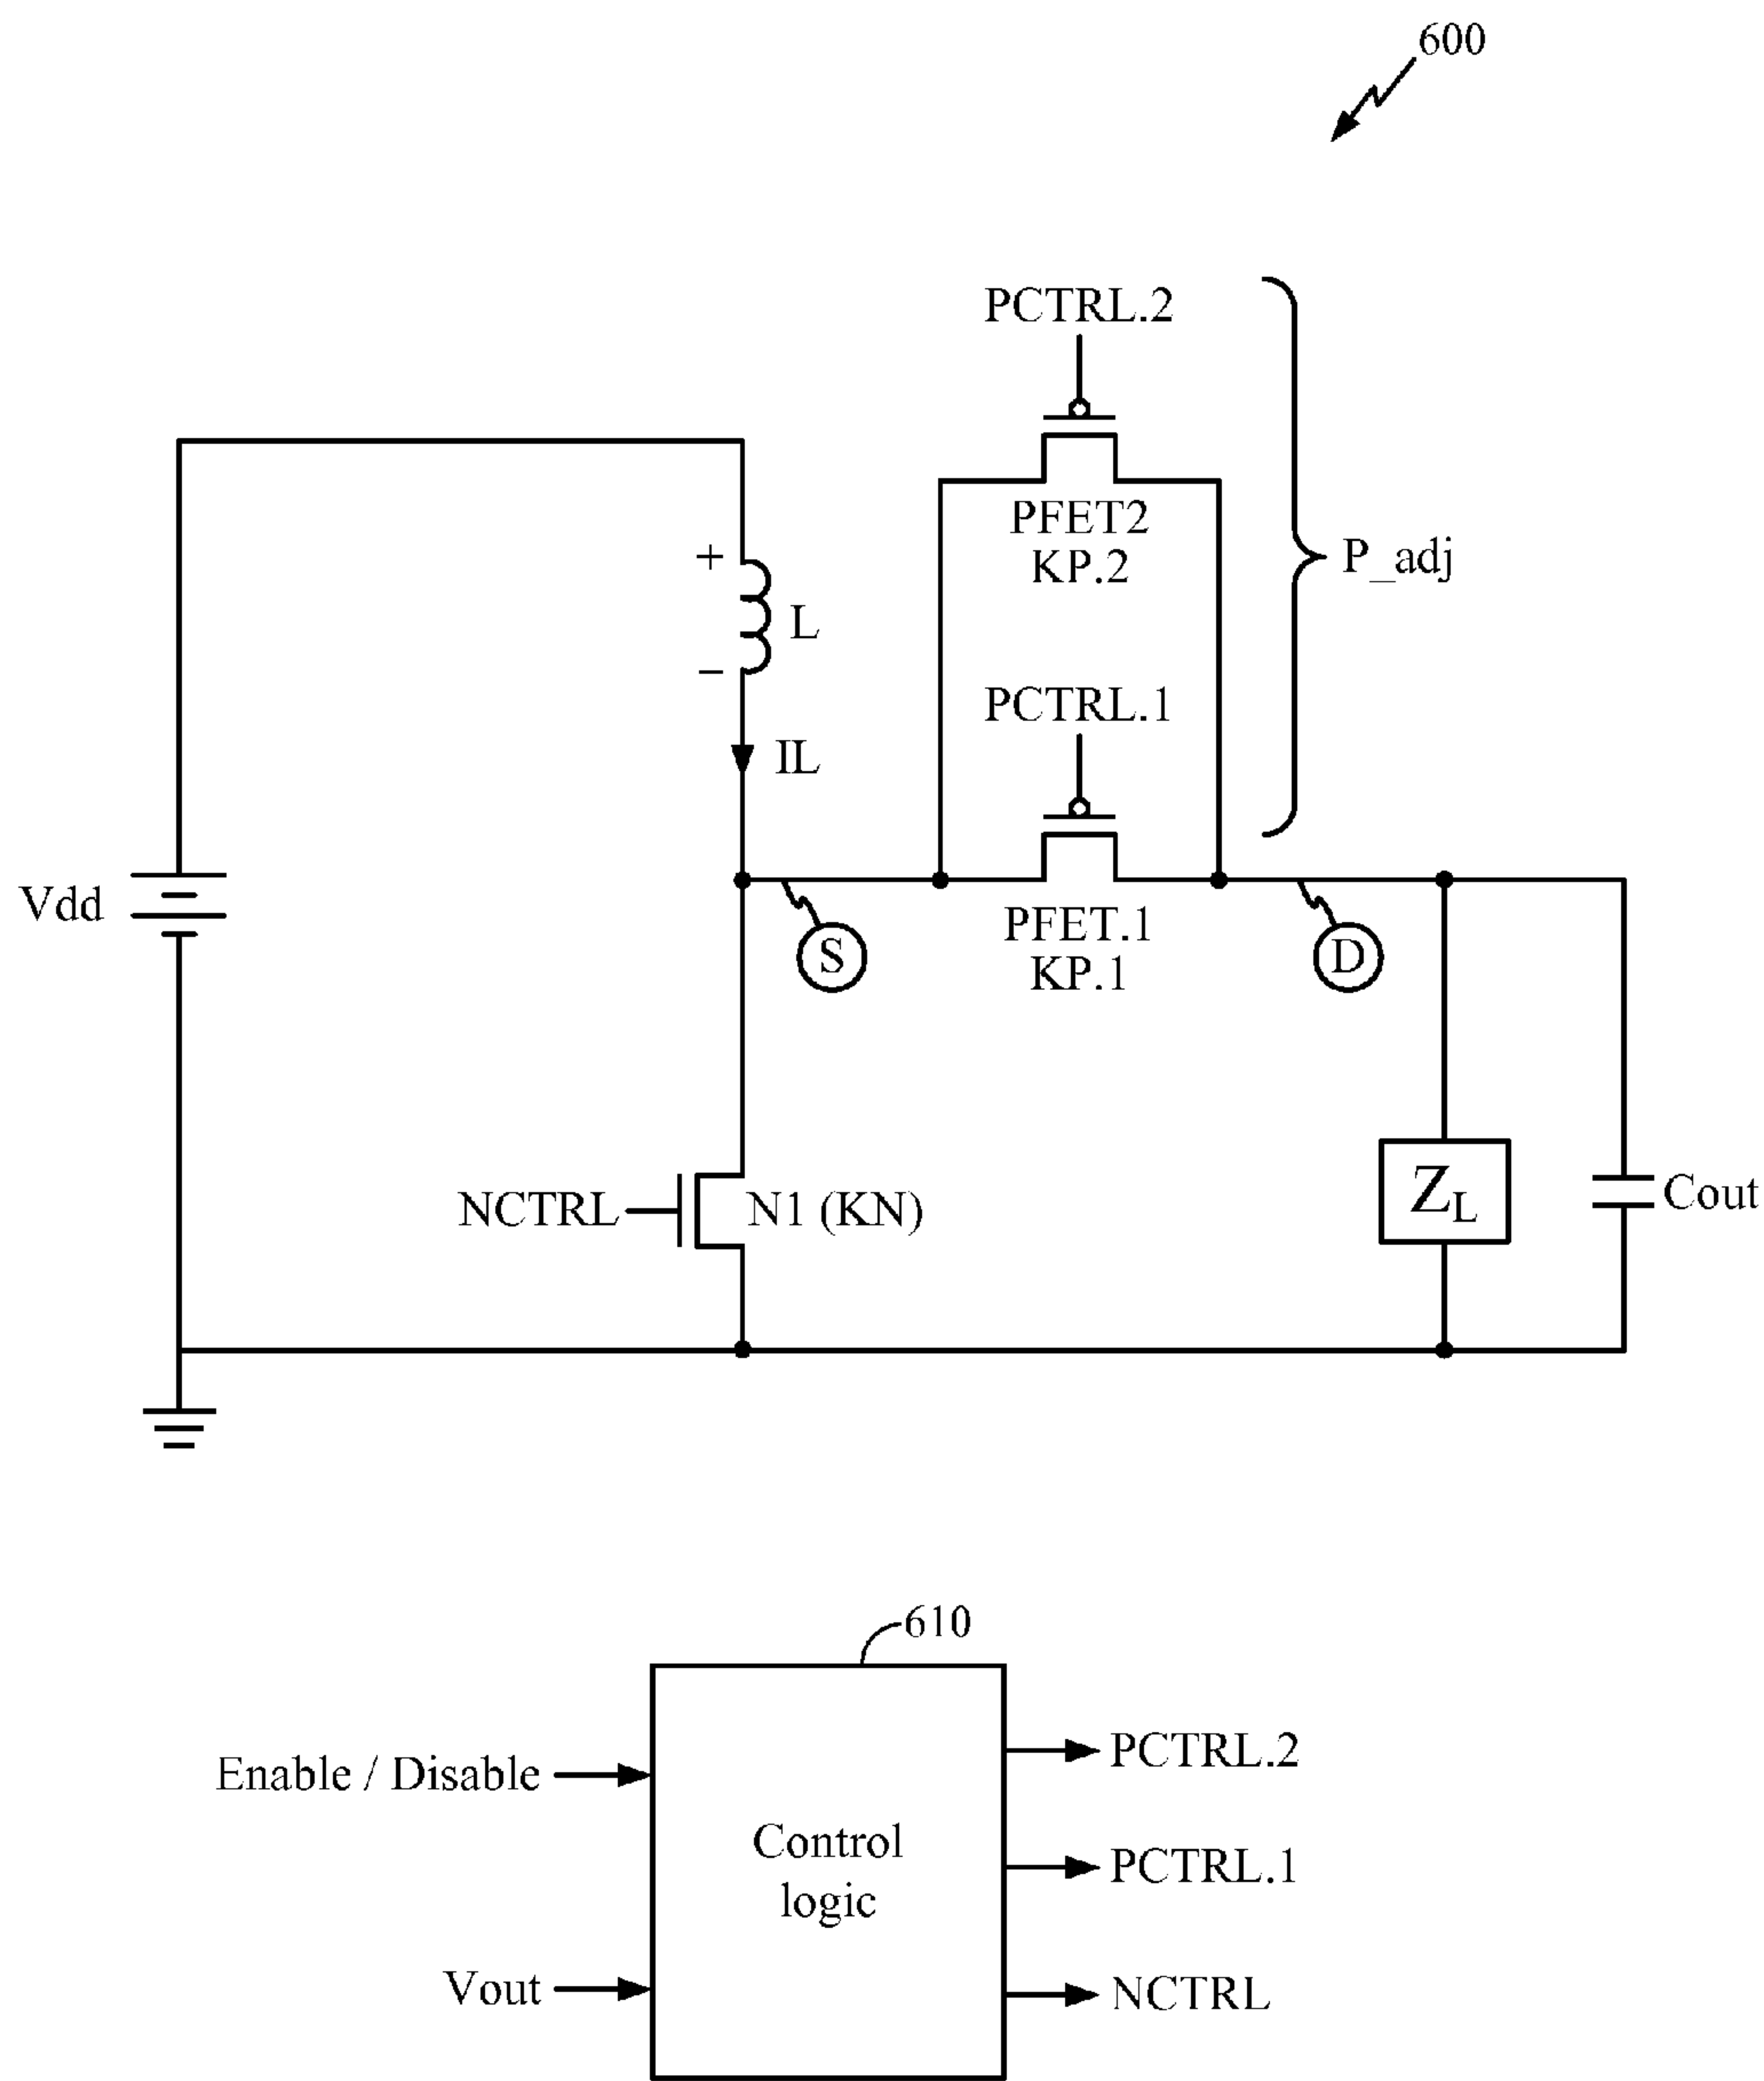 600
PCTRL.2
PFET2
KP.2
P_adj
+
L
−
PCTRL.1
IL
Vdd
PFET.1
KP.1
S
D
NCTRL
N1 (KN)
ZL
Cout
610
Enable / Disable
Vout
Control
logic
PCTRL.2
PCTRL.1
NCTRL